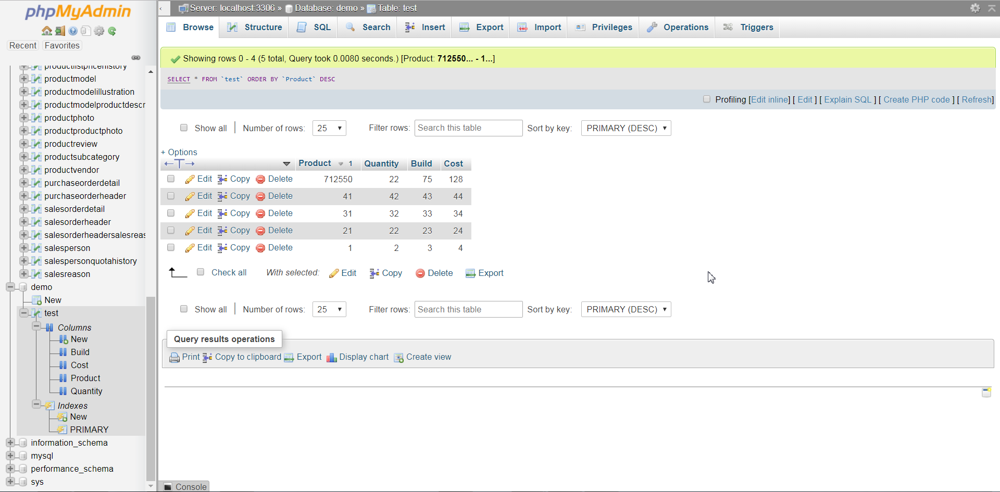 phpMyAdmin
Recent Favorites
productlistpricehistory
productmodel
productmodelillustration
productmodelproductdescr
productphoto
productproductphoto
productreview
productsubcategory
productvendor
purchaseorderdetail
purchaseorderheader
salesorderdetail
salesorderheader
salesorderheadersalesreas
salesperson
salespersonquotahistory
salesreason
demo
New
test
Columns
New
Build
Cost
Product
Quantity
Indexes
New
PRIMARY
information_schema
mysql
performance_schema
sys
Server: localhost:3306 » Database: demo » Table: test
Browse Structure SQL Search Insert Export Import Privileges Operations Triggers
Showing rows 0 - 4 (5 total, Query took 0.0080 seconds.) [Product: 712550... - 1...]
SELECT * FROM `test` ORDER BY `Product` DESC
Profiling [Edit inline] [ Edit ] [ Explain SQL ] [ Create PHP code ] [ Refresh]
Show all Number of rows: 25 Filter rows: Search this table Sort by key: PRIMARY (DESC)
+ Options
Product 1 Quantity Build Cost
Edit Copy Delete 712550 22 75 128
Edit Copy Delete 41 42 43 44
Edit Copy Delete 31 32 33 34
Edit Copy Delete 21 22 23 24
Edit Copy Delete 1 2 3 4
Check all With selected: Edit Copy Delete Export
Show all Number of rows: 25 Filter rows: Search this table Sort by key: PRIMARY (DESC)
Query results operations
Print Copy to clipboard Export Display chart Create view
Console